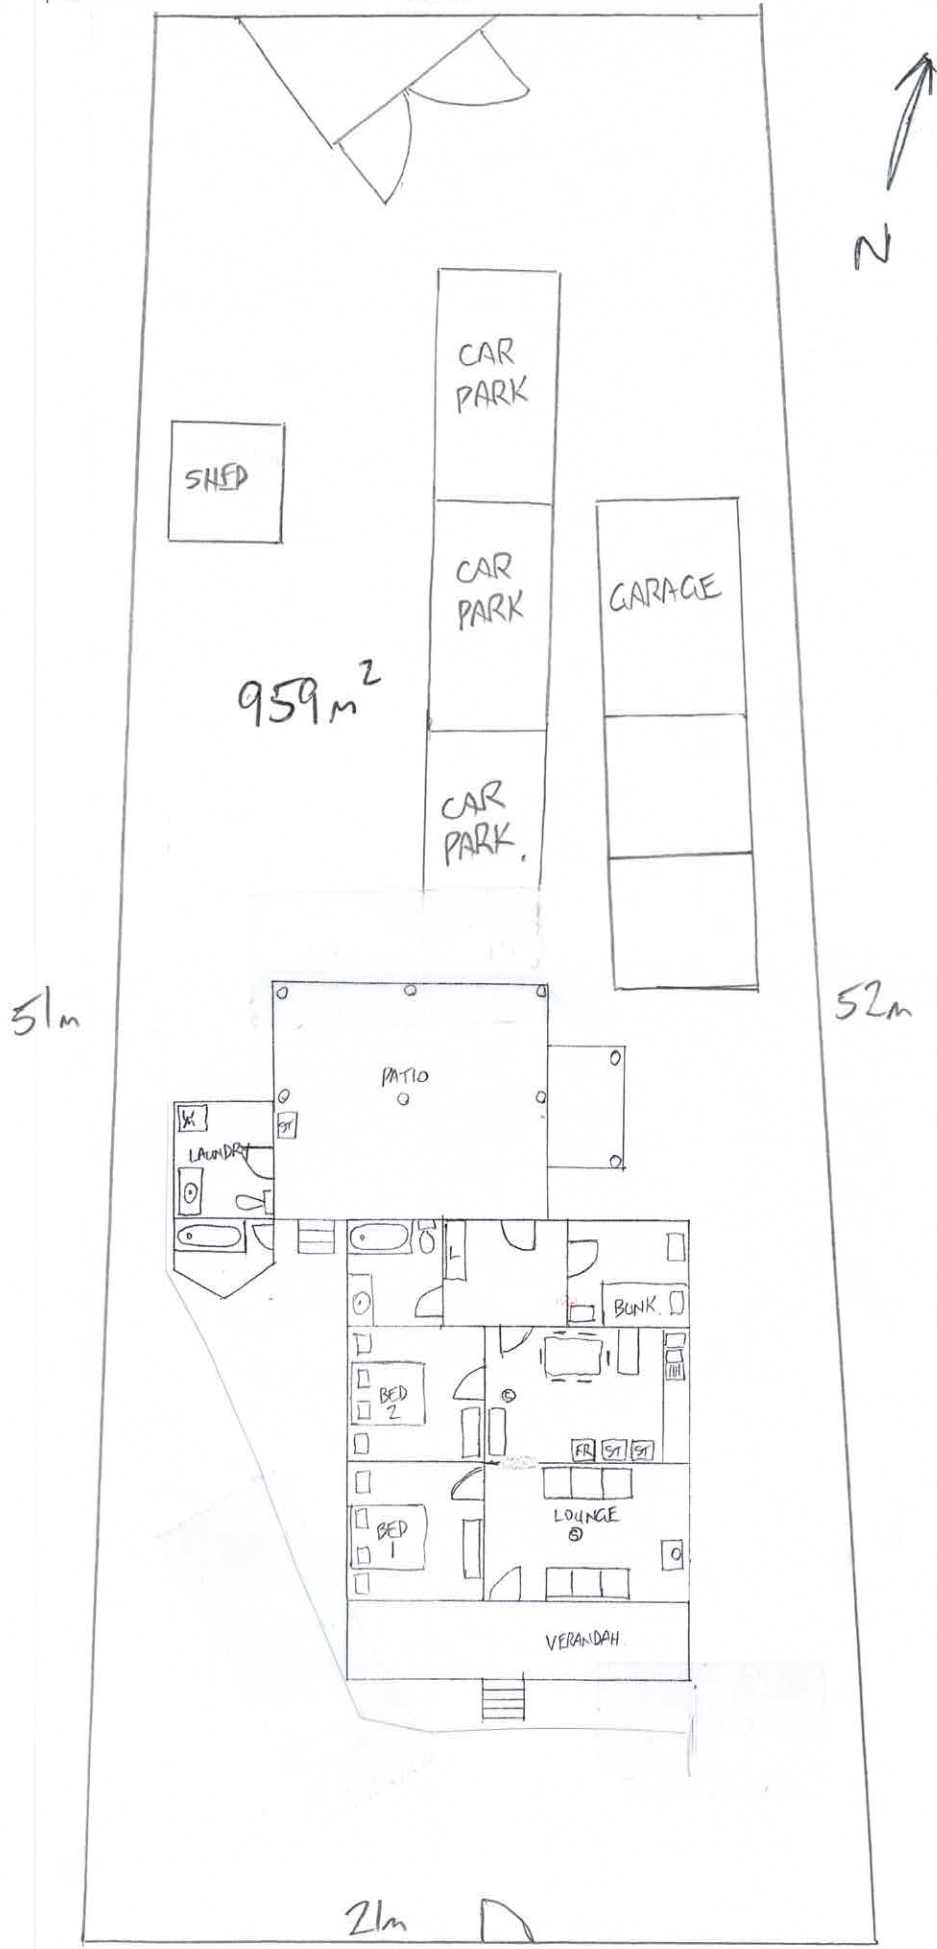 N
CAR
PARK
SHED
CAR
PARK
GARAGE
959m²
CAR
PARK.
51m
52m
PATIO
ST
LAUNDRY
L
BUNK.
BED
2
FR
ST
ST
LOUNGE
S
BED
1
VERANDAH
21m